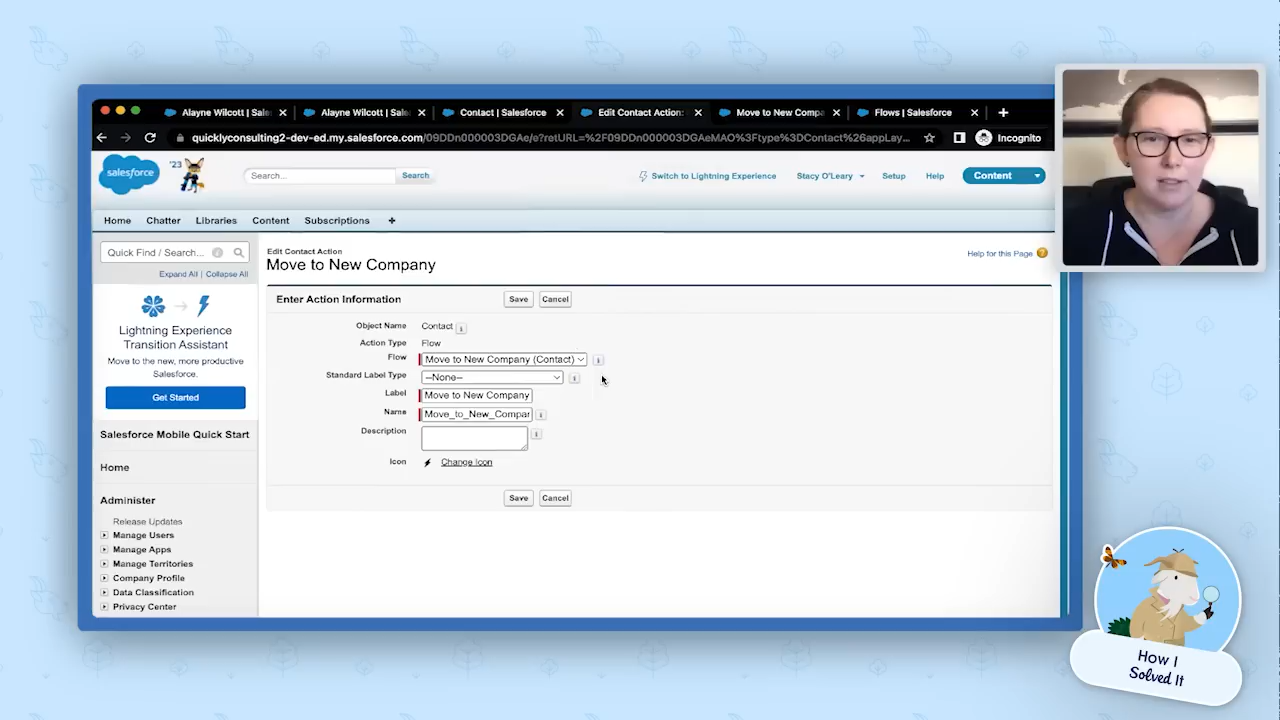 Alayne Wilcott | Sale
Alayne Wilcott | Sale
Contact | Salesforce
Edit Contact Action:
Move to New Compa
Flows | Salesforce
quicklyconsulting2-dev-ed.my.salesforce.com/09DDn000003DGAe/e?retURL=%2F09DDn000003DGAeMAO%3Ftype%3DContact%26appLay...
Incognito
salesforce
'23
Search...
Search
Switch to Lightning Experience
Stacy O'Leary
Setup
Help
Content
Home
Chatter
Libraries
Content
Subscriptions
Quick Find / Search...
Expand All | Collapse All
Lightning Experience
Transition Assistant
Move to the new, more productive
Salesforce.
Get Started
Salesforce Mobile Quick Start
Home
Administer
Release Updates
Manage Users
Manage Apps
Manage Territories
Company Profile
Data Classification
Privacy Center
Edit Contact Action
Move to New Company
Help for this Page
Enter Action Information
Save
Cancel
Object Name
Contact
Action Type
Flow
Flow
Move to New Company (Contact)
Standard Label Type
--None--
Label
Move to New Company
Name
Move_to_New_Compar
Description
Icon
Change Icon
Save
Cancel
How I
Solved It